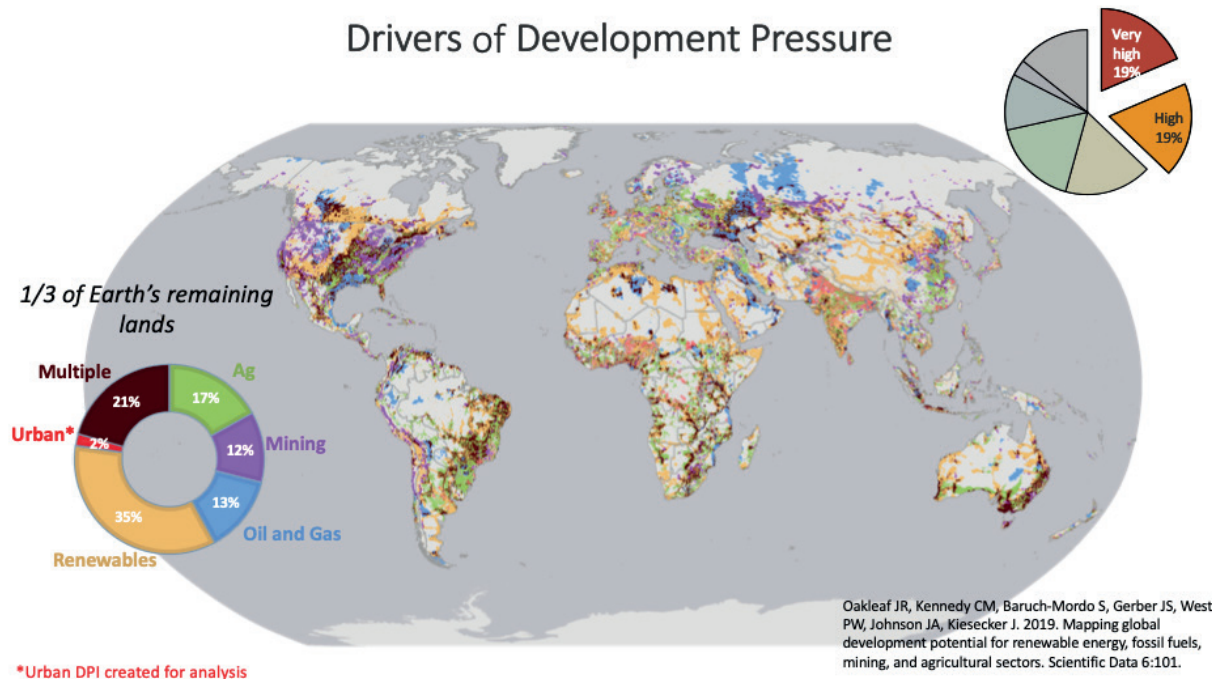 Drivers of Development Pressure
Very
high
19%
High
19%
1/3 of Earth's remaining
lands
Multiple
Ag
21%
17%
Urban*
2%
12%
Mining
13%
35%
Oil and Gas
Renewables
Oakleaf JR, Kennedy CM, Baruch-Mordo S, Gerber JS, West
PW, Johnson JA, Kiesecker J. 2019. Mapping global
development potential for renewable energy, fossil fuels,
mining, and agricultural sectors. Scientific Data 6:101.
*Urban DPI created for analysis